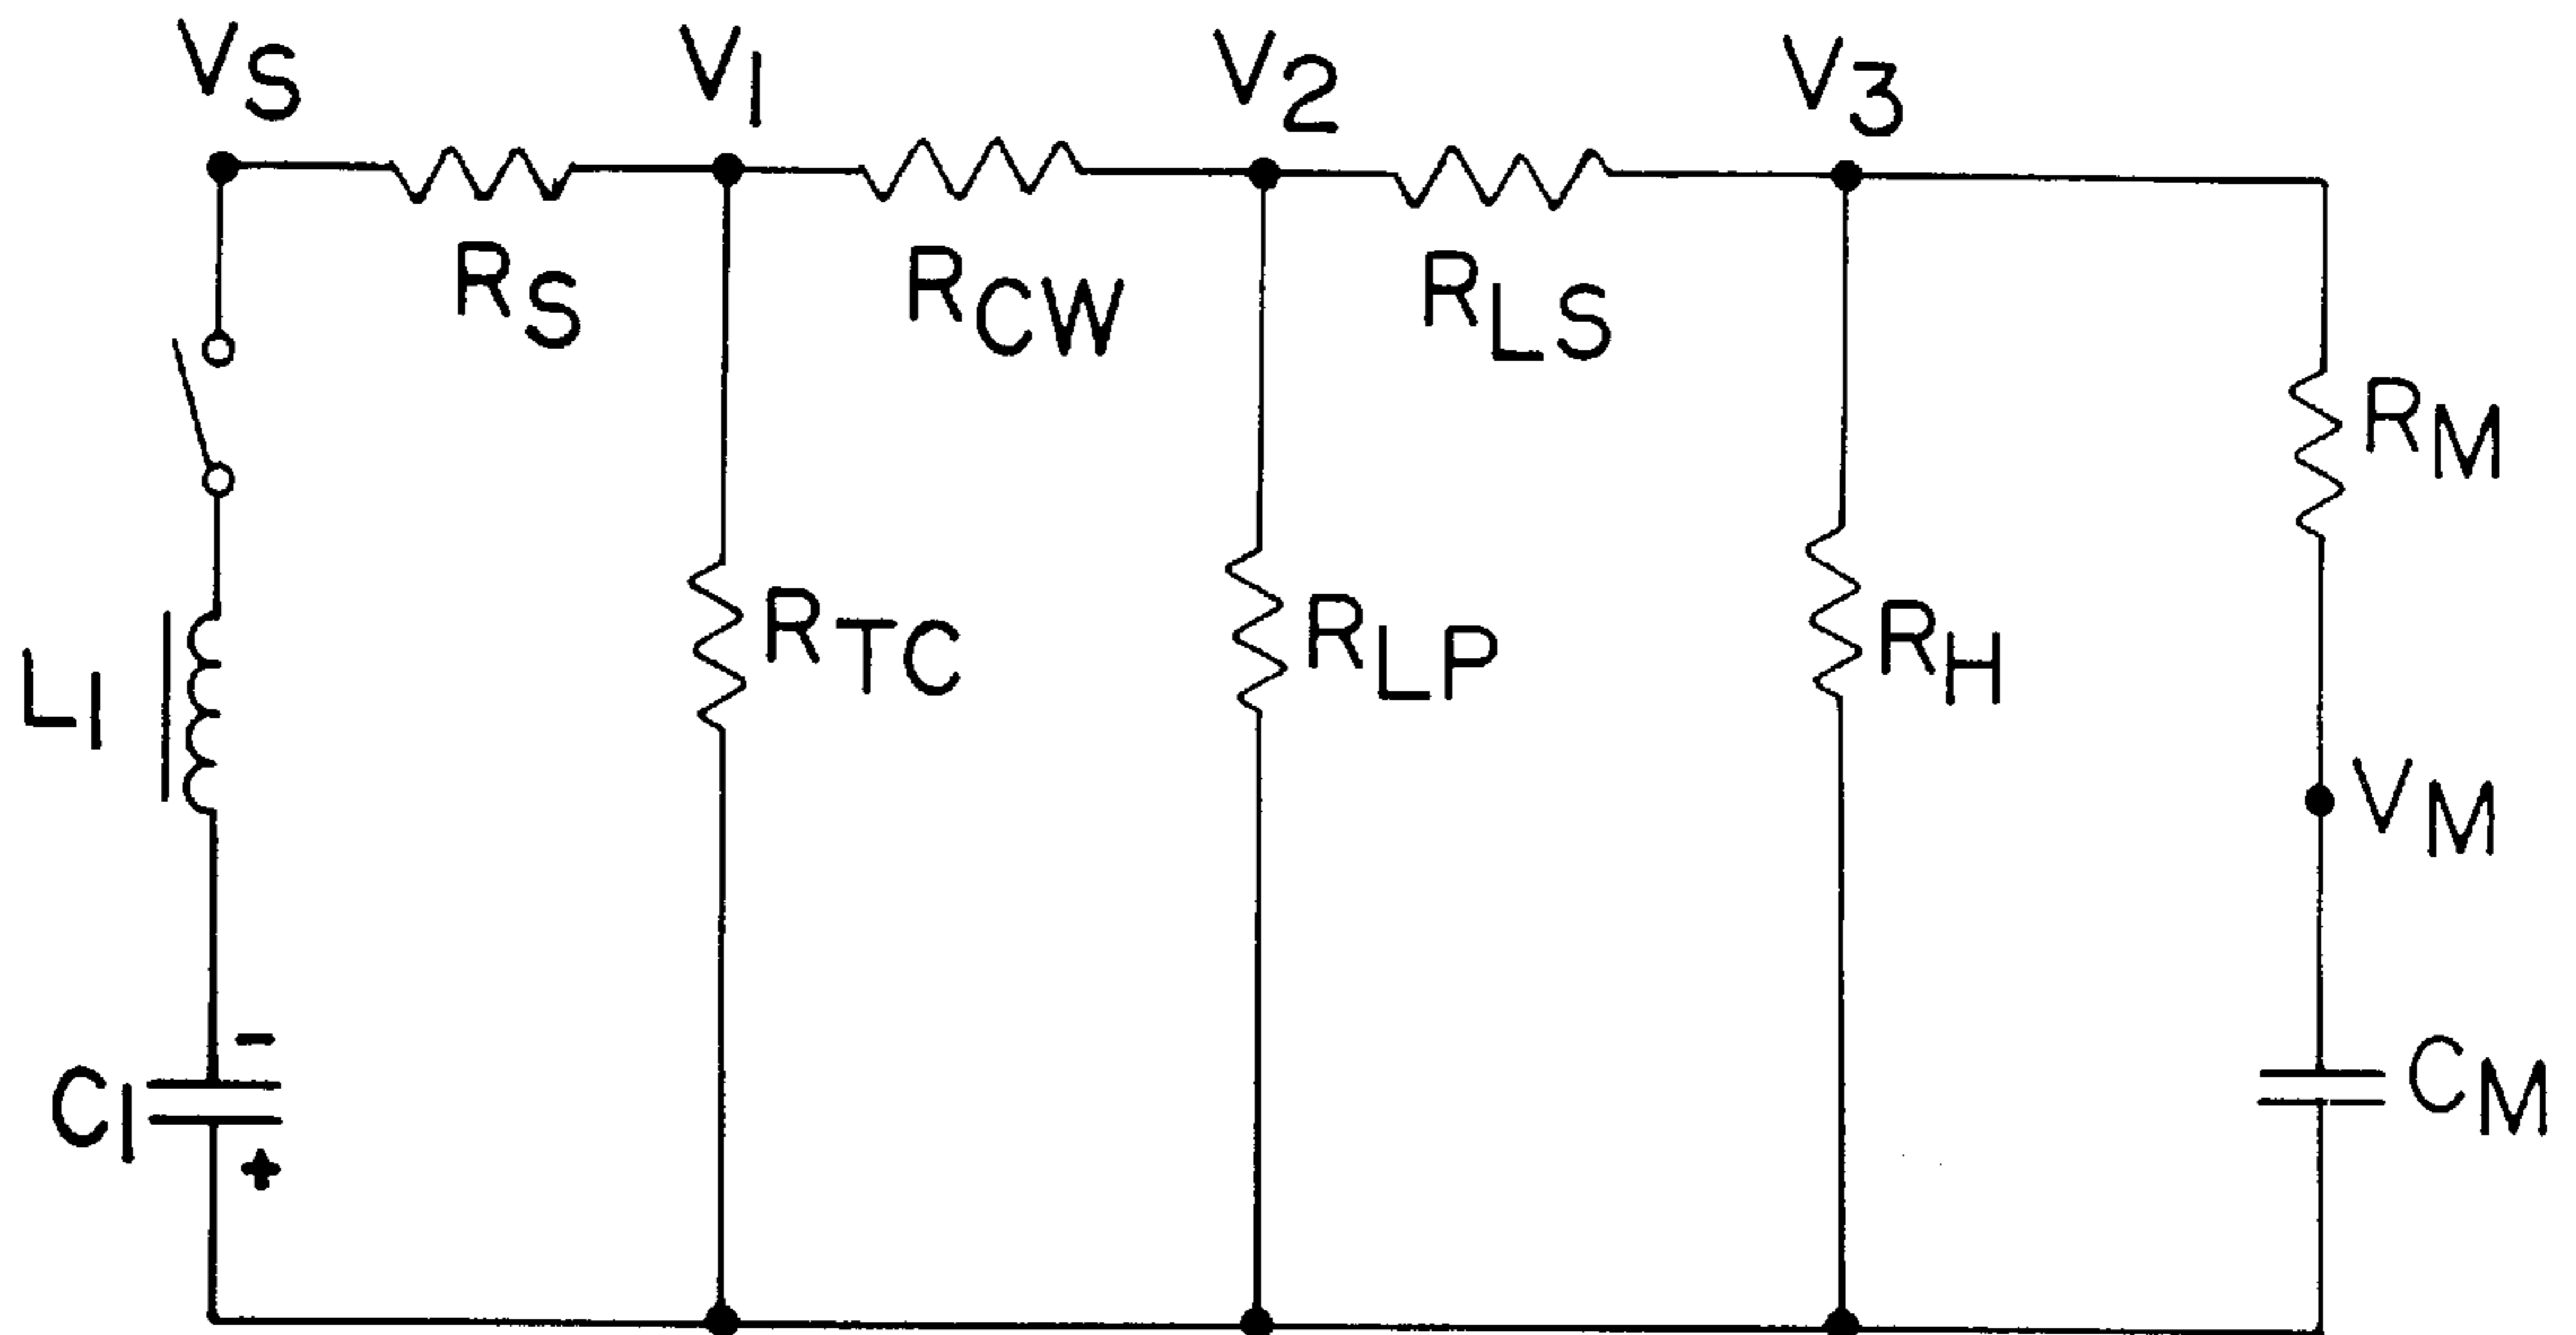 VS V1 V2 V3
RS RCW RLS
RM
L1 RTC RLP RH
VM
-
C1 CM
+